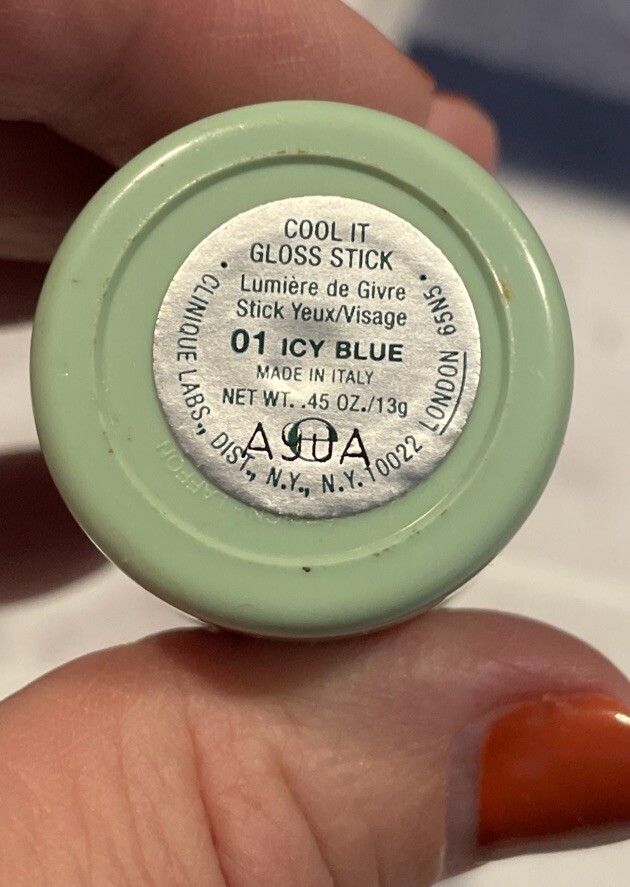 COOL IT
GLOSS STICK
Lumière de Givre
Stick Yeux/Visage
01 ICY BLUE
MADE IN ITALY
NET WT. .45 OZ./13g
• CLINIQUE LABS., DIST., N.Y., N.Y. 10022 LONDON 65N5 •